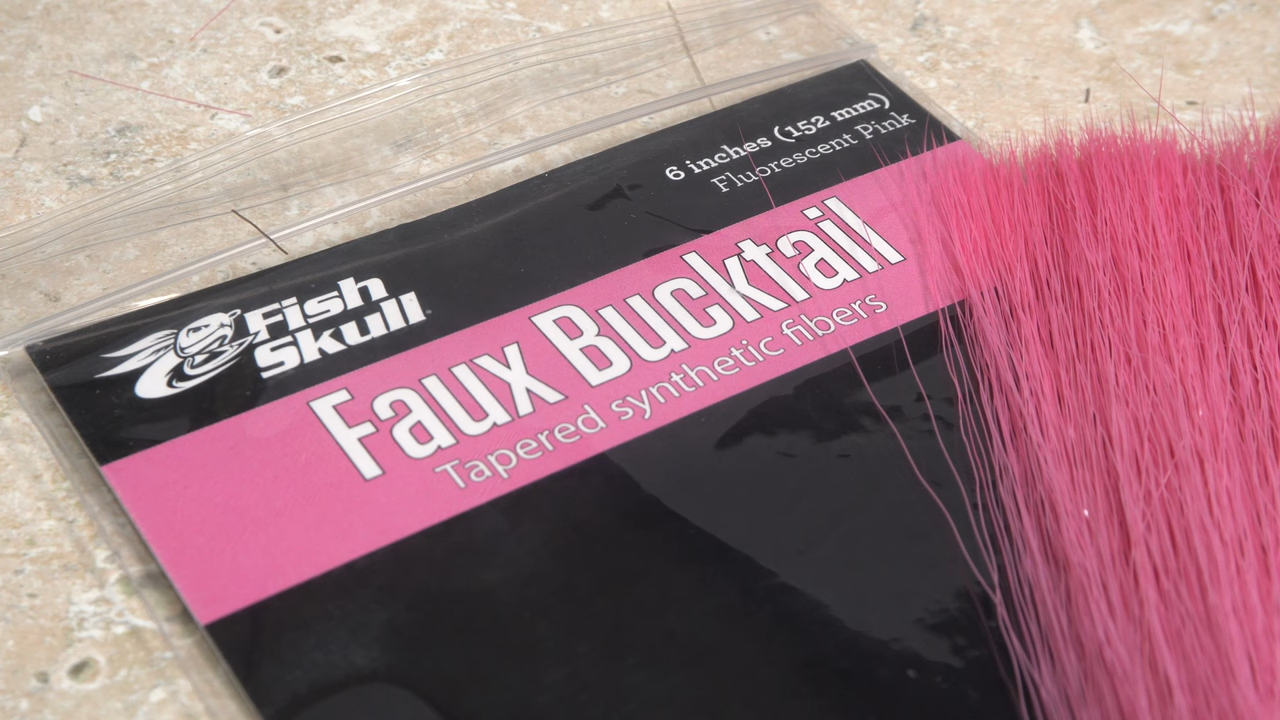 6 inches (152 mm)
Fluorescent Pink
Fish
Skull
Faux Bucktail
Tapered synthetic fibers